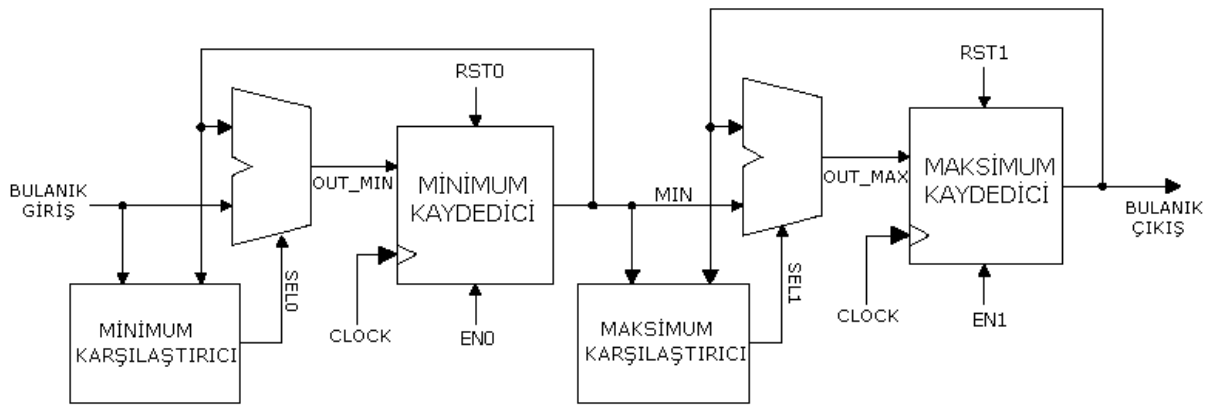 RST0
RST1
BULANIK
GİRİŞ
OUT_MIN
MİNİMUM
KAYDEDİCİ
MIN
OUT_MAX
MAKSİMUM
KAYDEDİCİ
BULANIK
ÇIKIŞ
SEL0
CLOCK
EN0
SEL1
CLOCK
EN1
MİNİMUM
KARŞILAŞTIRICI
MAKSİMUM
KARŞILAŞTIRICI